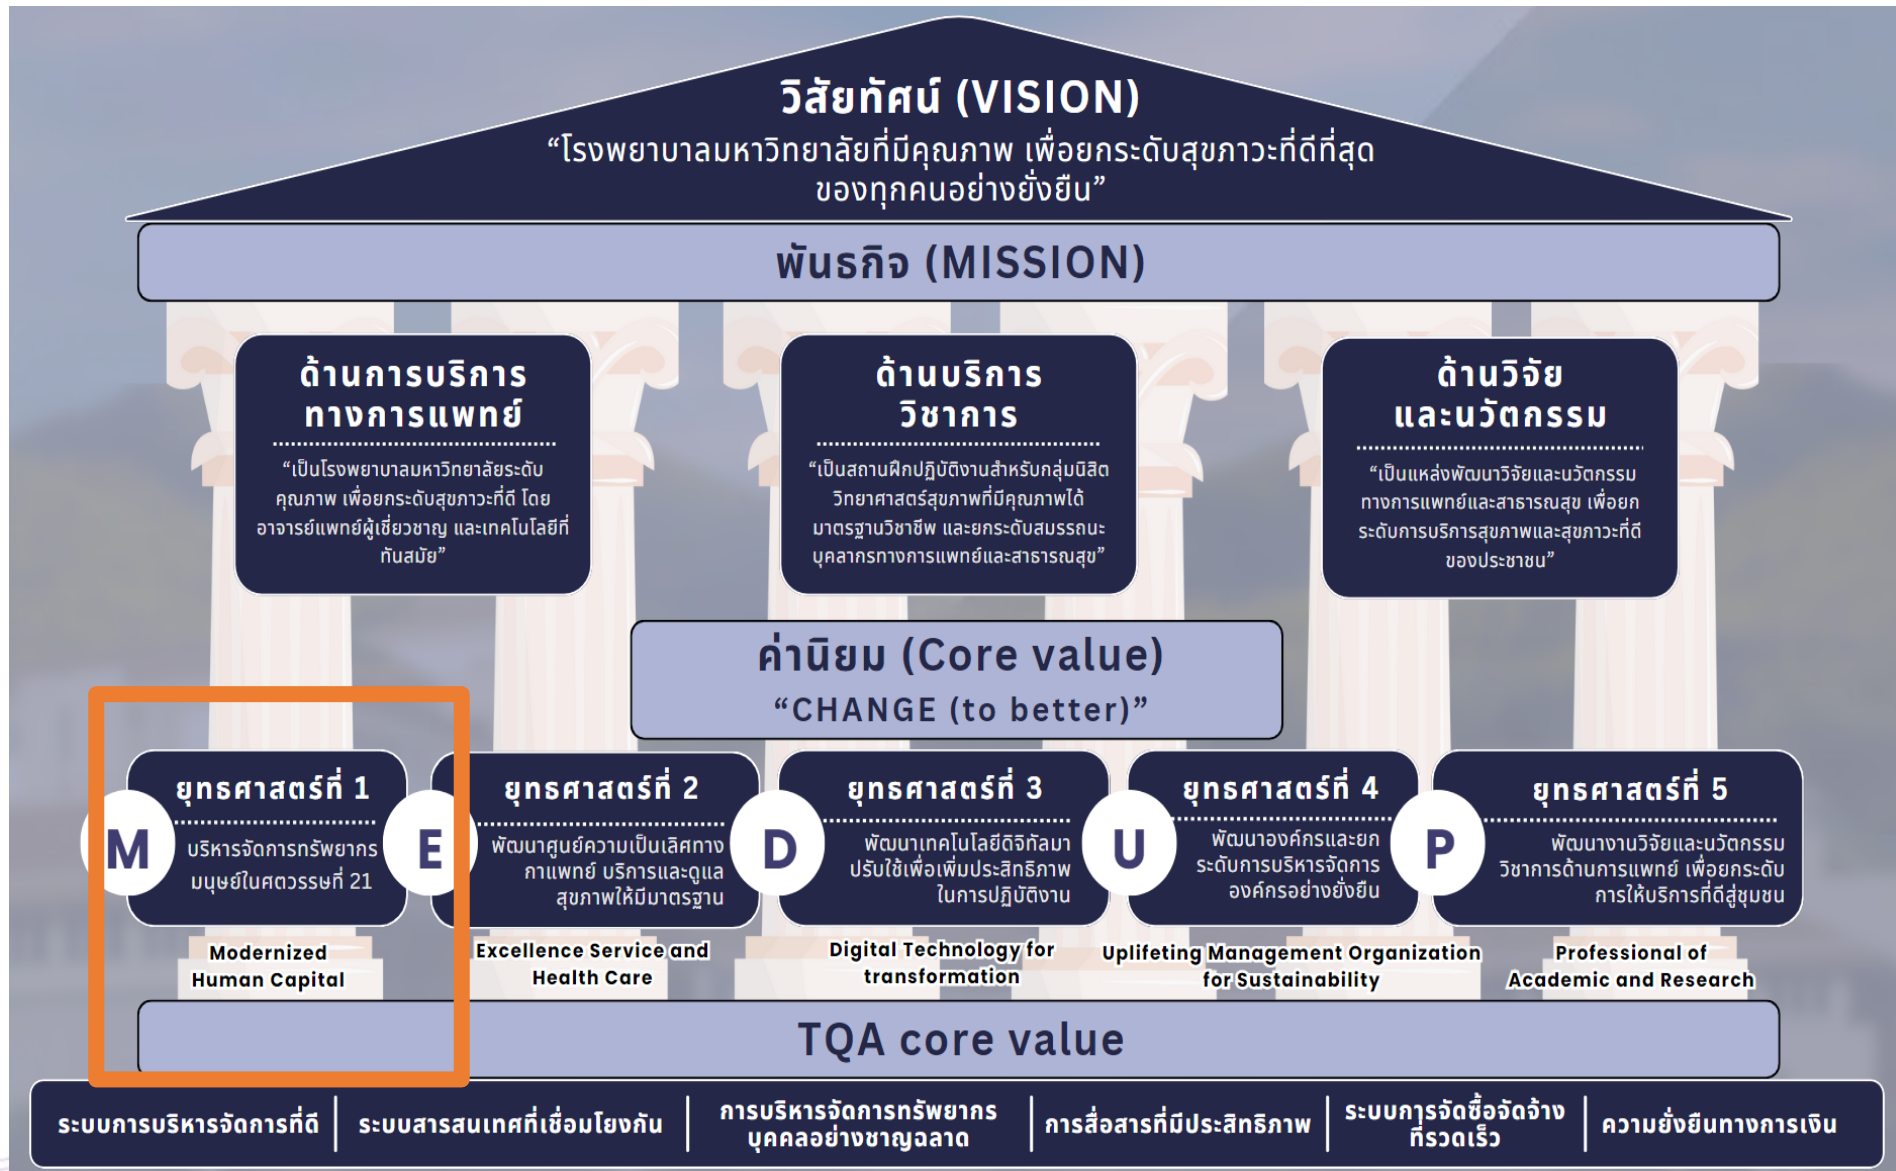 วิสัยทัศน์ (VISION)
“โรงพยาบาลมหาวิทยาลัยที่มีคุณภาพ เพื่อยกระดับสุขภาวะที่ดีที่สุด
ของทุกคนอย่างยั่งยืน”
พันธกิจ (MISSION)
ด้านการบริการ
ทางการแพทย์
“เป็นโรงพยาบาลมหาวิทยาลัยระดับ
คุณภาพ เพื่อยกระดับสุขภาวะที่ดี โดย
อาจารย์แพทย์ผู้เชี่ยวชาญ และเทคโนโลยีที่
ทันสมัย”
ด้านบริการ
วิชาการ
“เป็นสถานฝึกปฏิบัติงานสำหรับกลุ่มนิสิต
วิทยาศาสตร์สุขภาพที่มีคุณภาพได้
มาตรฐานวิชาชีพ และยกระดับสมรรถนะ
บุคลากรทางการแพทย์และสาธารณสุข”
ด้านวิจัย
และนวัตกรรม
“เป็นแหล่งพัฒนาวิจัยและนวัตกรรม
ทางการแพทย์และสาธารณสุข เพื่อยก
ระดับการบริการสุขภาพและสุขภาวะที่ดี
ของประชาชน”
ค่านิยม (Core value)
“CHANGE (to better)”
M
ยุทธศาสตร์ที่ 1
บริหารจัดการทรัพยากร
มนุษย์ในศตวรรษที่ 21
Modernized
Human Capital
E
ยุทธศาสตร์ที่ 2
พัฒนาศูนย์ความเป็นเลิศทาง
กาแพทย์ บริการและดูแล
สุขภาพให้มีมาตรฐาน
Excellence Service and
Health Care
D
ยุทธศาสตร์ที่ 3
พัฒนาเทคโนโลยีดิจิทัลมา
ปรับใช้เพื่อเพิ่มประสิทธิภาพ
ในการปฏิบัติงาน
Digital Technology for
transformation
U
ยุทธศาสตร์ที่ 4
พัฒนาองค์กรและยก
ระดับการบริหารจัดการ
องค์กรอย่างยั่งยืน
Uplifeting Management Organization
for Sustainability
P
ยุทธศาสตร์ที่ 5
พัฒนางานวิจัยและนวัตกรรม
วิชาการด้านการแพทย์ เพื่อยกระดับ
การให้บริการที่ดีสู่ชุมชน
Professional of
Academic and Research
TQA core value
ระบบการบริหารจัดการที่ดี
ระบบสารสนเทศที่เชื่อมโยงกัน
การบริหารจัดการทรัพยากร
บุคคลอย่างชาญฉลาด
การสื่อสารที่มีประสิทธิภาพ
ระบบการจัดซื้อจัดจ้าง
ที่รวดเร็ว
ความยั่งยืนทางการเงิน